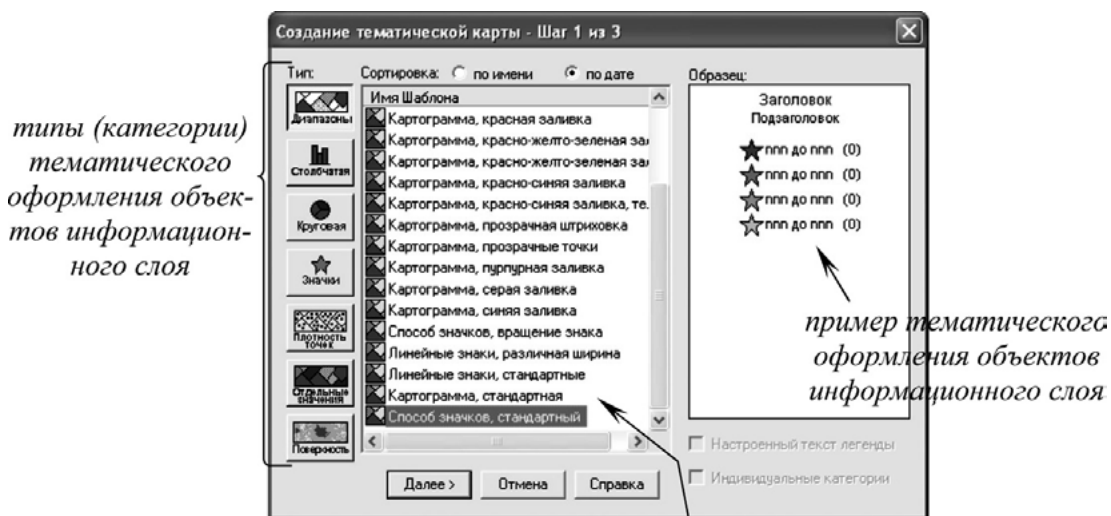 Создание тематической карты - Шаг 1 из 3
Тип:
Диапазоны
Столбчатая
Круговая
Значки
Плотность
точек
Отдельные
значения
Поверхность
Сортировка: по имени по дате
Имя Шаблона
Картограмма, красная заливка
Картограмма, красно-желто-зеленая зал
Картограмма, красно-желто-зеленая зал
Картограмма, красно-синяя заливка
Картограмма, красно-синяя заливка, те.
Картограмма, прозрачная штриховка
Картограмма, прозрачные точки
Картограмма, пурпурная заливка
Картограмма, серая заливка
Картограмма, синяя заливка
Способ значков, вращение знака
Линейные знаки, различная ширина
Линейные знаки, стандартные
Картограмма, стандартная
Способ значков, стандартный
Образец:
Заголовок
Подзаголовок
nnn до nnn (0)
nnn до nnn (0)
nnn до nnn (0)
nnn до nnn (0)
Настроенный текст легенды
Индивидуальные категории
Далее >
Отмена
Справка
типы (категории)
тематического
оформления объек-
тов информацион-
ного слоя
пример тематического
оформления объектов
информационного слоя